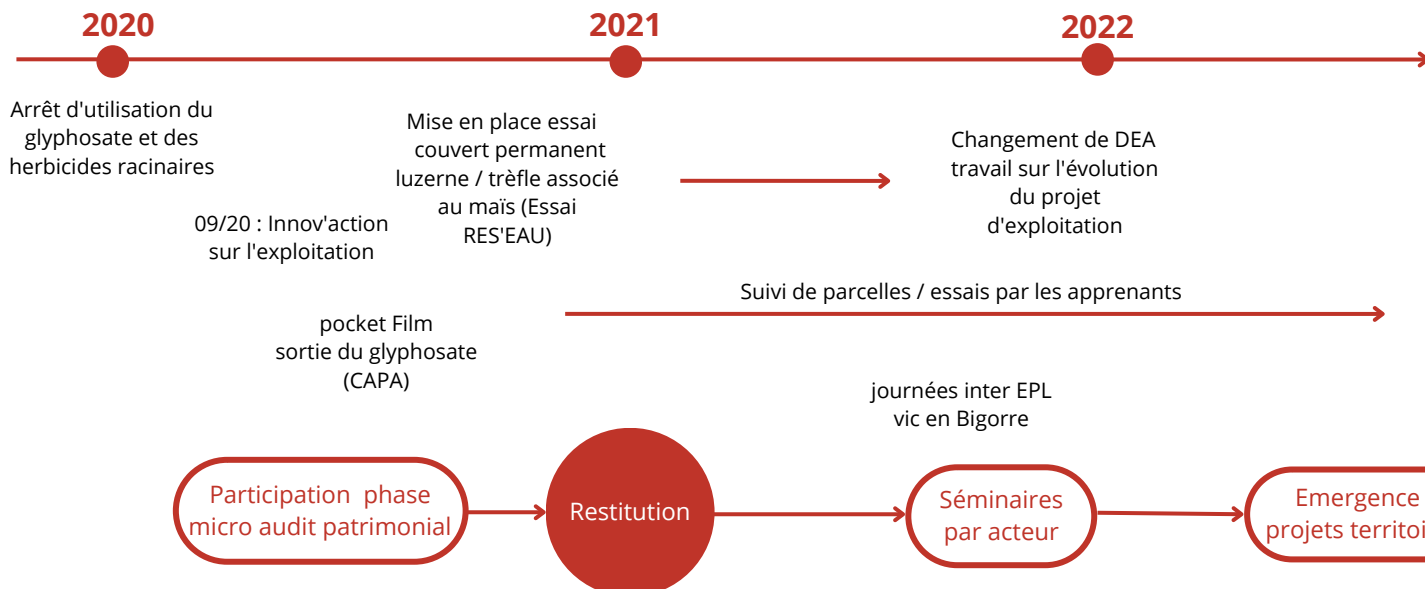 2020
2021
2022
Arrêt d'utilisation du
glyphosate et des
herbicides racinaires
09/20 : Innov'action
sur l'exploitation
Mise en place essai
couvert permanent
luzerne / trèfle associé
au maïs (Essai
RES'EAU)
Changement de DEA
travail sur l'évolution
du projet
d'exploitation
Suivi de parcelles / essais par les apprenants
pocket Film
sortie du glyphosate
(CAPA)
journées inter EPL
vic en Bigorre
Participation phase
micro audit patrimonial
Restitution
Séminaires
par acteur
Emergence
projets